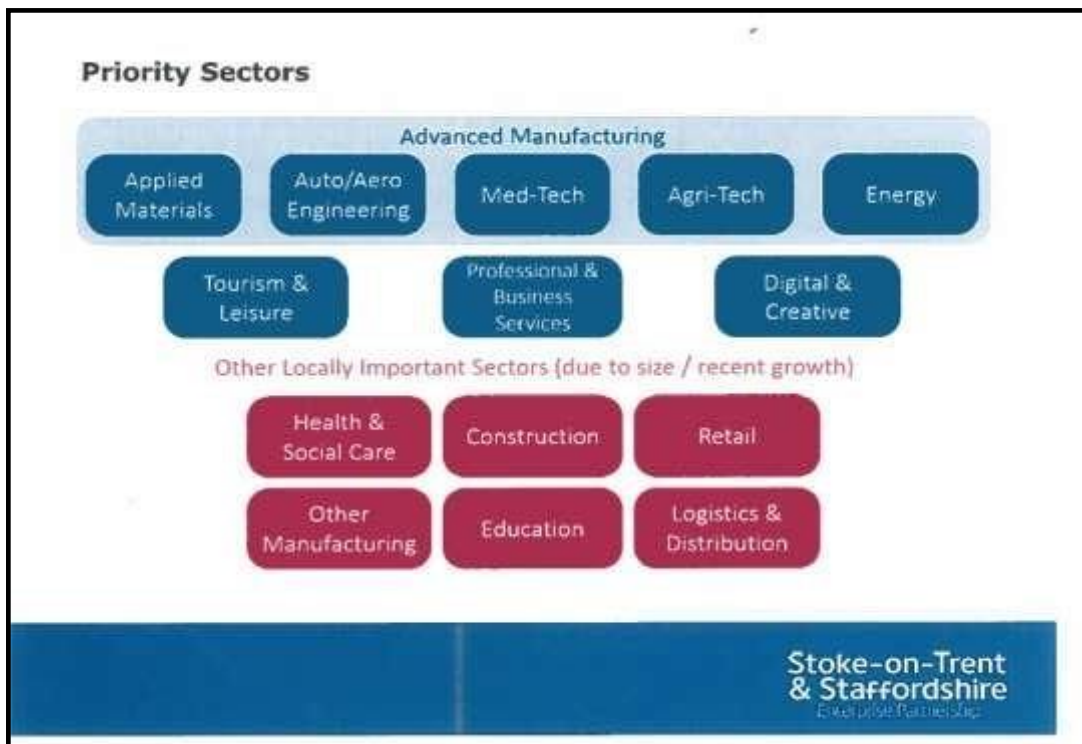 Priority Sectors
Advanced Manufacturing
Applied
Materials
Auto/Aero
Engineering
Med-Tech
Agri-Tech
Energy
Tourism &
Leisure
Professional &
Business
Services
Digital &
Creative
Other Locally Important Sectors (due to size / recent growth)
Health &
Social Care
Construction
Retail
Other
Manufacturing
Education
Logistics &
Distribution
Stoke-on-Trent
& Staffordshire
Enterprise Partnership